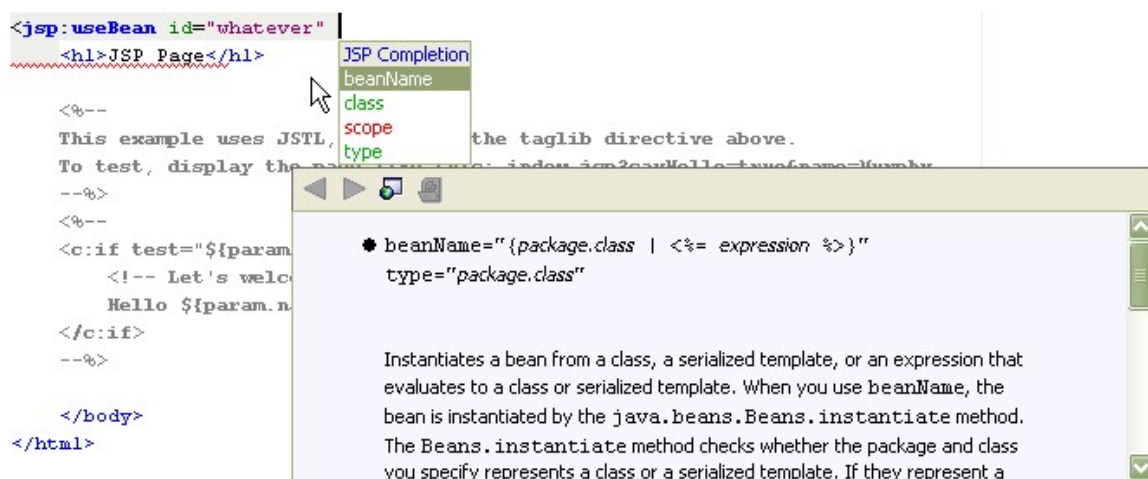 <jsp:useBean id="whatever"
<h1>JSP Page</h1>
JSP Completion
beanName
class
scope
type
<%--
This example uses JSTL, the taglib directive above.
To test, display the
--%>
<%--
<c:if test="${param
<!-- Let's welc
Hello ${param.n
</c:if>
--%>
</body>
</html>
● beanName="{package.class | <%= expression %>}"
type="package.class"
Instantiates a bean from a class, a serialized template, or an expression that
evaluates to a class or serialized template. When you use beanName, the
bean is instantiated by the java.beans.Beans.instantiate method.
The Beans.instantiate method checks whether the package and class
you specify represents a class or a serialized template. If they represent a